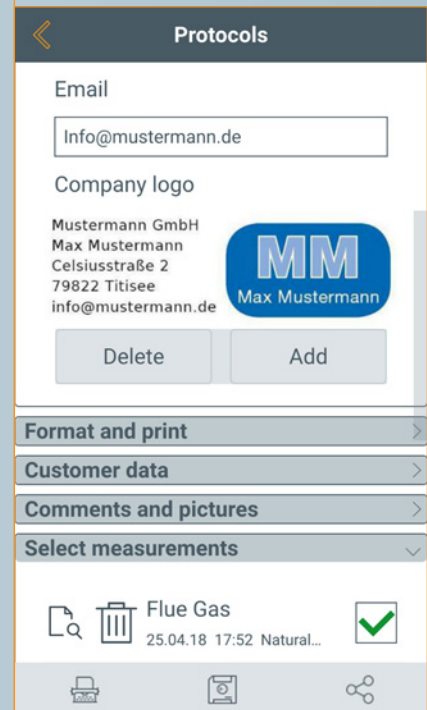 Protocols
Email
Info@mustermann.de
Company logo
Mustermann GmbH
Max Mustermann
Celsiusstraße 2
79822 Titisee
info@mustermann.de
MM
Max Mustermann
Delete
Add
Format and print
Customer data
Comments and pictures
Select measurements
Flue Gas
25.04.18 17:52 Natural...